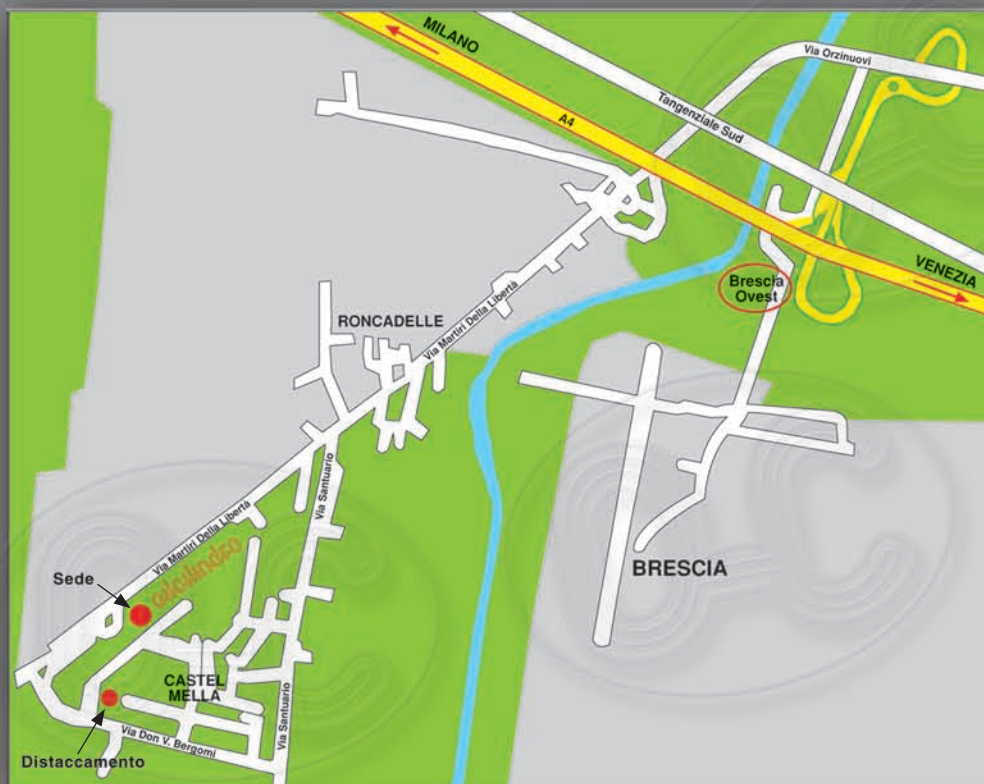 MILANO
Via Orzinuovi
Tangenziale Sud
A4
VENEZIA
Brescia
Ovest
RONCADELLE
Via Martiri Della Libertà
Via Santuario
Via Martiri Della Libertà
Sede
BRESCIA
CASTEL
MELLA
Via Santuario
Via Don V. Bergomi
Distaccamento